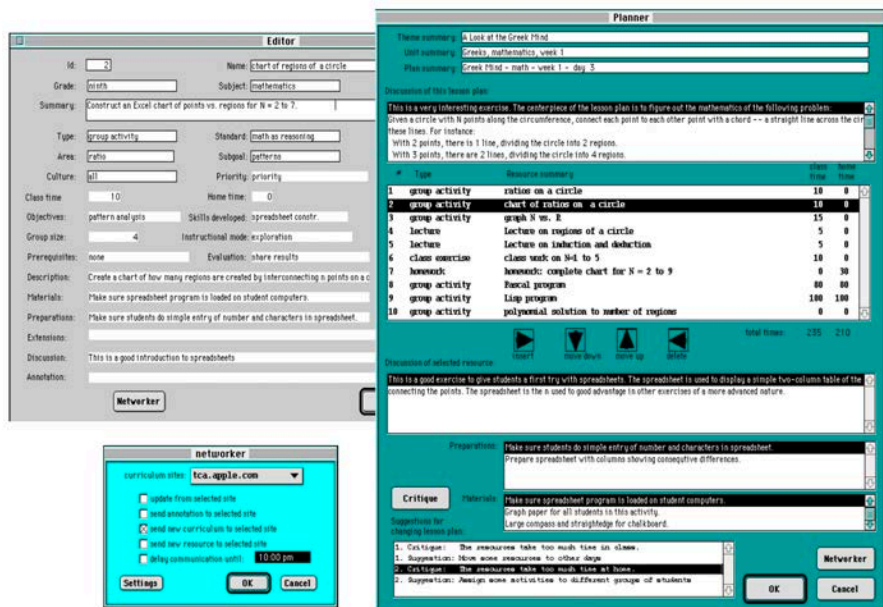 Editor
Id: 2 Name: chart of regions of a circle
Grade: ninth Subject: mathematics
Summary: Construct an Excel chart of points vs. regions for N = 2 to 7.
Type: group activity Standard: math as reasoning
Area: ratio Subgoal: patterns
Culture: all Priority: priority
Class time 10 Home time: 0
Objectives: pattern analysis Skills developed: spreadsheet constr.
Group size: 4 Instructional mode: exploration
Prerequisites: none Evaluation: share results
Description: Create a chart of how many regions are created by interconnecting n points on a c
Materials: Make sure spreadsheet program is loaded on student computers.
Preparations: Make sure students do simple entry of number and characters in spreadsheet.
Extensions:
Discussion: This is a good introduction to spreadsheets
Annotation:
Networker
networker
curriculum sites: tca.apple.com
update from selected site
send annotation to selected site
send new curriculum to selected site
send new resource to selected site
delay communication until: 10:00 pm
Settings OK Cancel
Planner
Theme summary: A Look at the Greek Mind
Unit summary: Greeks, mathematics, week 1
Plan summary: Greek Mind - math - week 1 - day 3
Discussion of this lesson plan:
This is a very interesting exercise. The centerpiece of the lesson plan is to figure out the mathematics of the following problem:
Given a circle with N points along the circumference, connect each point to each other point with a chord -- a straight line across the cir
these lines. For instance:
With 2 points, there is 1 line, dividing the circle into 2 regions.
With 3 points, there are 2 lines, dividing the circle into 4 regions.
# Type Resource summary class time home time
1 group activity ratios on a circle 10 0
2 group activity chart of ratios on a circle 10 0
3 group activity graph N vs. R 15 0
4 lecture Lecture on regions of a circle 5 0
5 lecture Lecture on induction and deduction 5 0
6 class exercise class work on N=1 to 5 10 0
7 homework homework: complete chart for N = 2 to 9 0 30
8 group activity Pascal program 80 80
9 group activity Lisp program 100 100
10 group activity polynomial solution to number of regions 0 0
insert move down move up delete total times: 235 210
Discussion of selected resource
This is a good exercise to give students a first try with spreadsheets. The spreadsheet is used to display a simple two-column table of the
connecting the points. The spreadsheet is the n used to good advantage in other exercises of a more advanced nature.
Preparations: Make sure students do simple entry of number and characters in spreadsheet.
Prepare spreadsheet with columns showing consequtive differences.
Critique Materials: Make sure spreadsheet program is loaded on student computers.
Graph paper for all students in this activity.
Large compass and straightedge for chalkboard.
Suggestions for
changing lesson plan:
1. Critique: The resources take too much time in class.
1. Suggestion: Move some resources to other days
2. Critique: The resources take too much time at home.
2. Suggestion: Assign some activities to different groups of students
Networker
OK Cancel